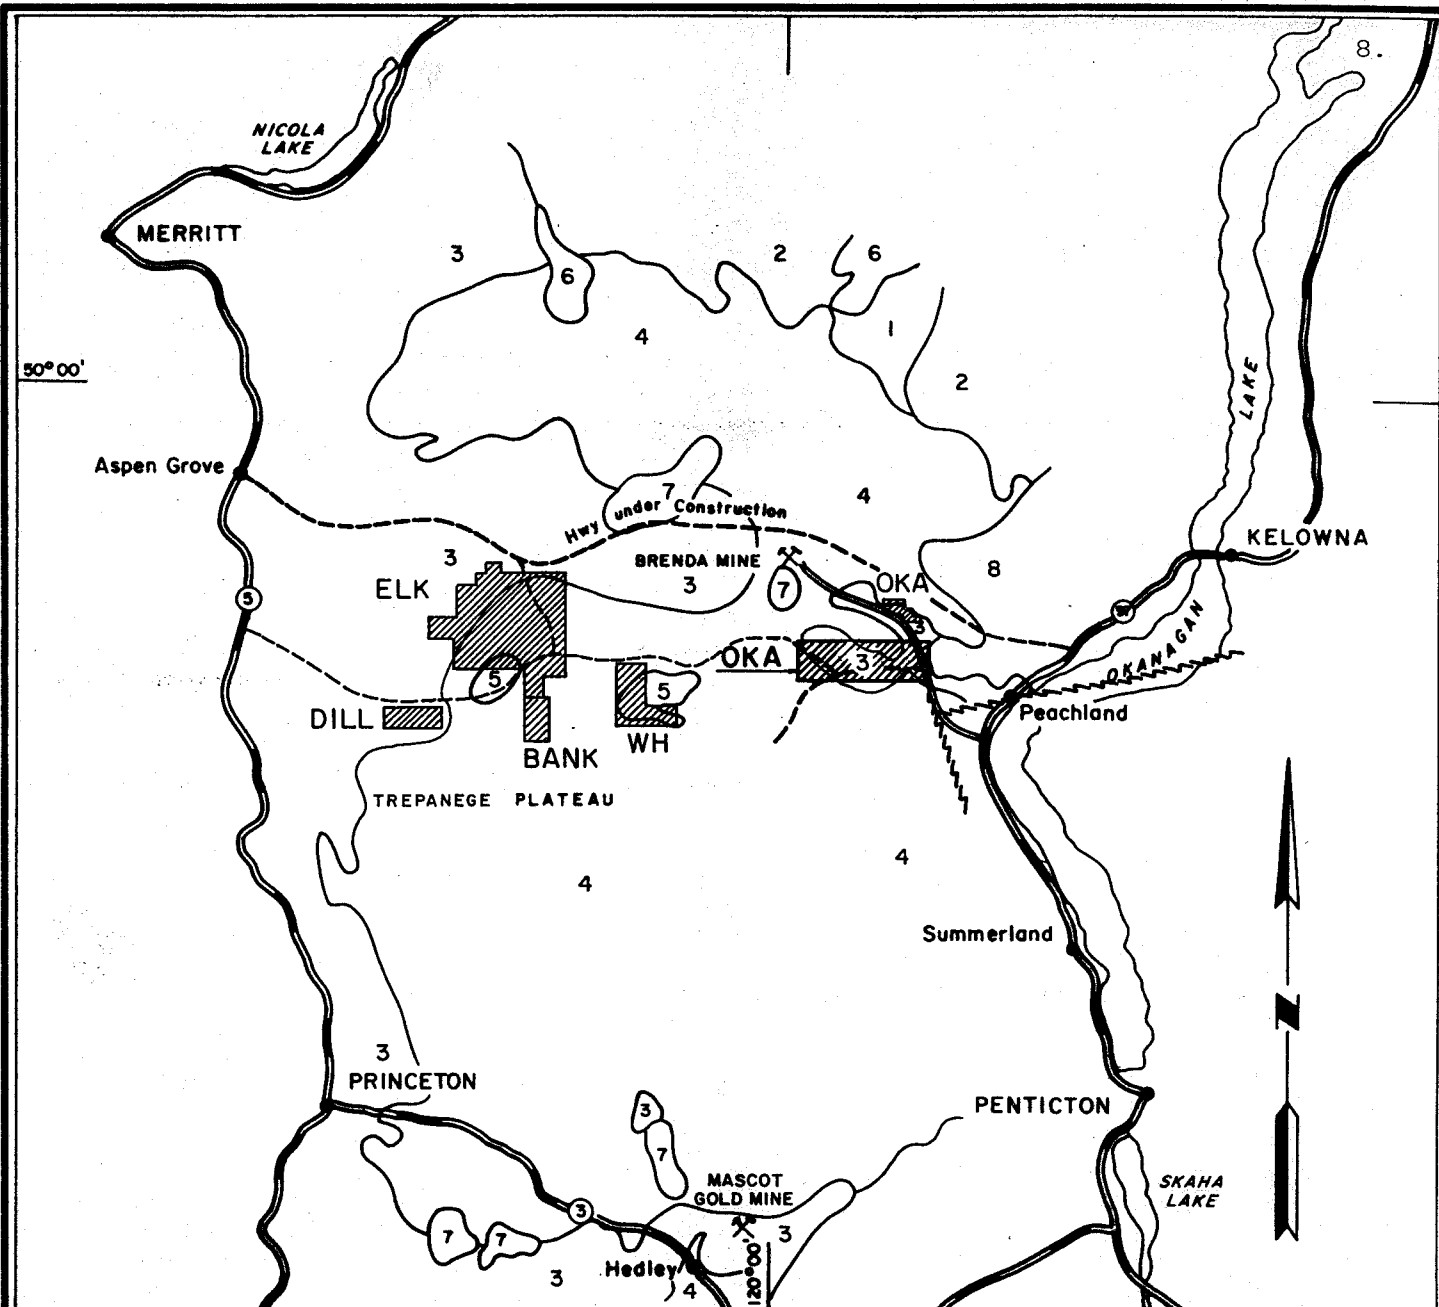 8.
NICOLA
LAKE
MERRITT
3
2
6
6
4
1
50°00'
2
LAKE
Aspen Grove
7
4
Hwy under Construction
KELOWNA
3
BRENDA MINE
8
ELK
3
7
OKA
5
3
OKANAGAN
OKA
3
5
5
DILL
Peachland
BANK
WH
TREPANEGE PLATEAU
4
4
Summerland
N
3
PRINCETON
3
PENTICTON
7
MASCOT
GOLD MINE
SKAHA
LAKE
3
7
7
3
Hedley
3
4
120°00'